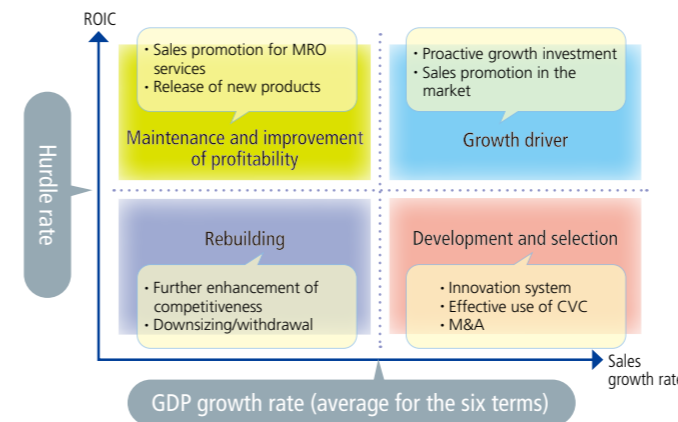 ROIC
・Sales promotion for MRO
services
・Release of new products
Maintenance and improvement
of profitability
・Proactive growth investment
・Sales promotion in the
market
Growth driver
Hurdle rate
Rebuilding
・Further enhancement of
competitiveness
・Downsizing/withdrawal
Development and selection
・Innovation system
・Effective use of CVC
・M&A
Sales
growth rate
GDP growth rate (average for the six terms)